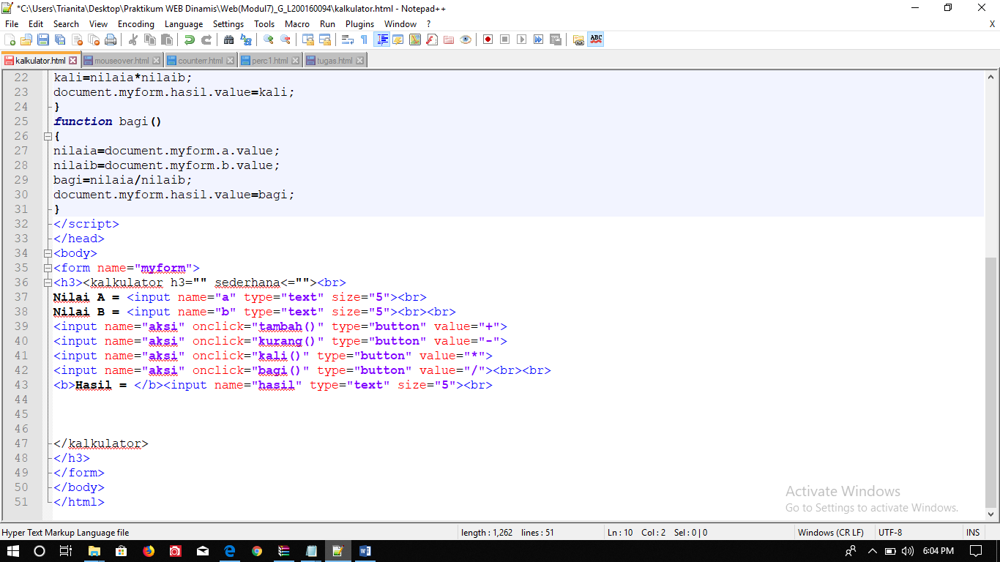 *C:\Users\Trianita\Desktop\Praktikum WEB Dinamis\Web(Modul7)_G_L200160094\kalkulator.html - Notepad++
File Edit Search View Encoding Language Settings Tools Macro Run Plugins Window ? X
kalkulator.html mouseover.html counterr.html perc1.html tugas.html
22 kali=nilaia*nilaib;
23 document.myform.hasil.value=kali;
24 }
25 function bagi()
26 {
27 nilaia=document.myform.a.value;
28 nilaib=document.myform.b.value;
29 bagi=nilaia/nilaib;
30 document.myform.hasil.value=bagi;
31 }
32 </script>
33 </head>
34 <body>
35 <form name="myform">
36 <h3><kalkulator h3="" sederhana<=""><br>
37 Nilai A = <input name="a" type="text" size="5"><br>
38 Nilai B = <input name="b" type="text" size="5"><br><br>
39 <input name="aksi" onclick="tambah()" type="button" value="+">
40 <input name="aksi" onclick="kurang()" type="button" value="-">
41 <input name="aksi" onclick="kali()" type="button" value="*">
42 <input name="aksi" onclick="bagi()" type="button" value="/"><br><br>
43 <b>Hasil = </b><input name="hasil" type="text" size="5"><br>
44
45
46
47 </kalkulator>
48 </h3>
49 </form>
50 </body>
51 </html>
Activate Windows
Go to Settings to activate Windows.
Hyper Text Markup Language file length : 1,262 lines : 51 Ln : 10 Col : 2 Sel : 0 | 0 Windows (CR LF) UTF-8 INS
6:04 PM